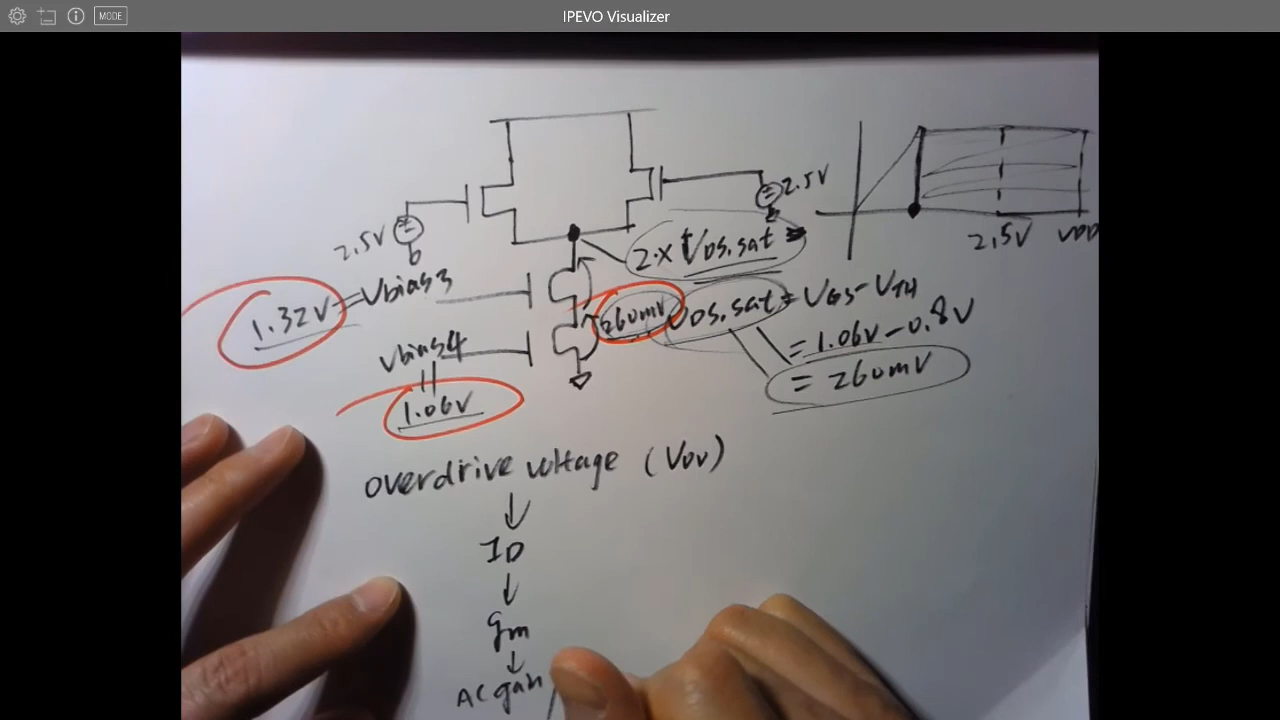 MODE
IPEVO Visualizer
2.5V
2.5V
2.5V VDD
2.X VDS.sat =
1.32V = Vbias3
260mV
VDS.sat = VGS - VTH
= 1.06V - 0.8V
= 260mV
Vbias4
1.06V
overdrive voltage (VOV)
ID
gm
AC gain